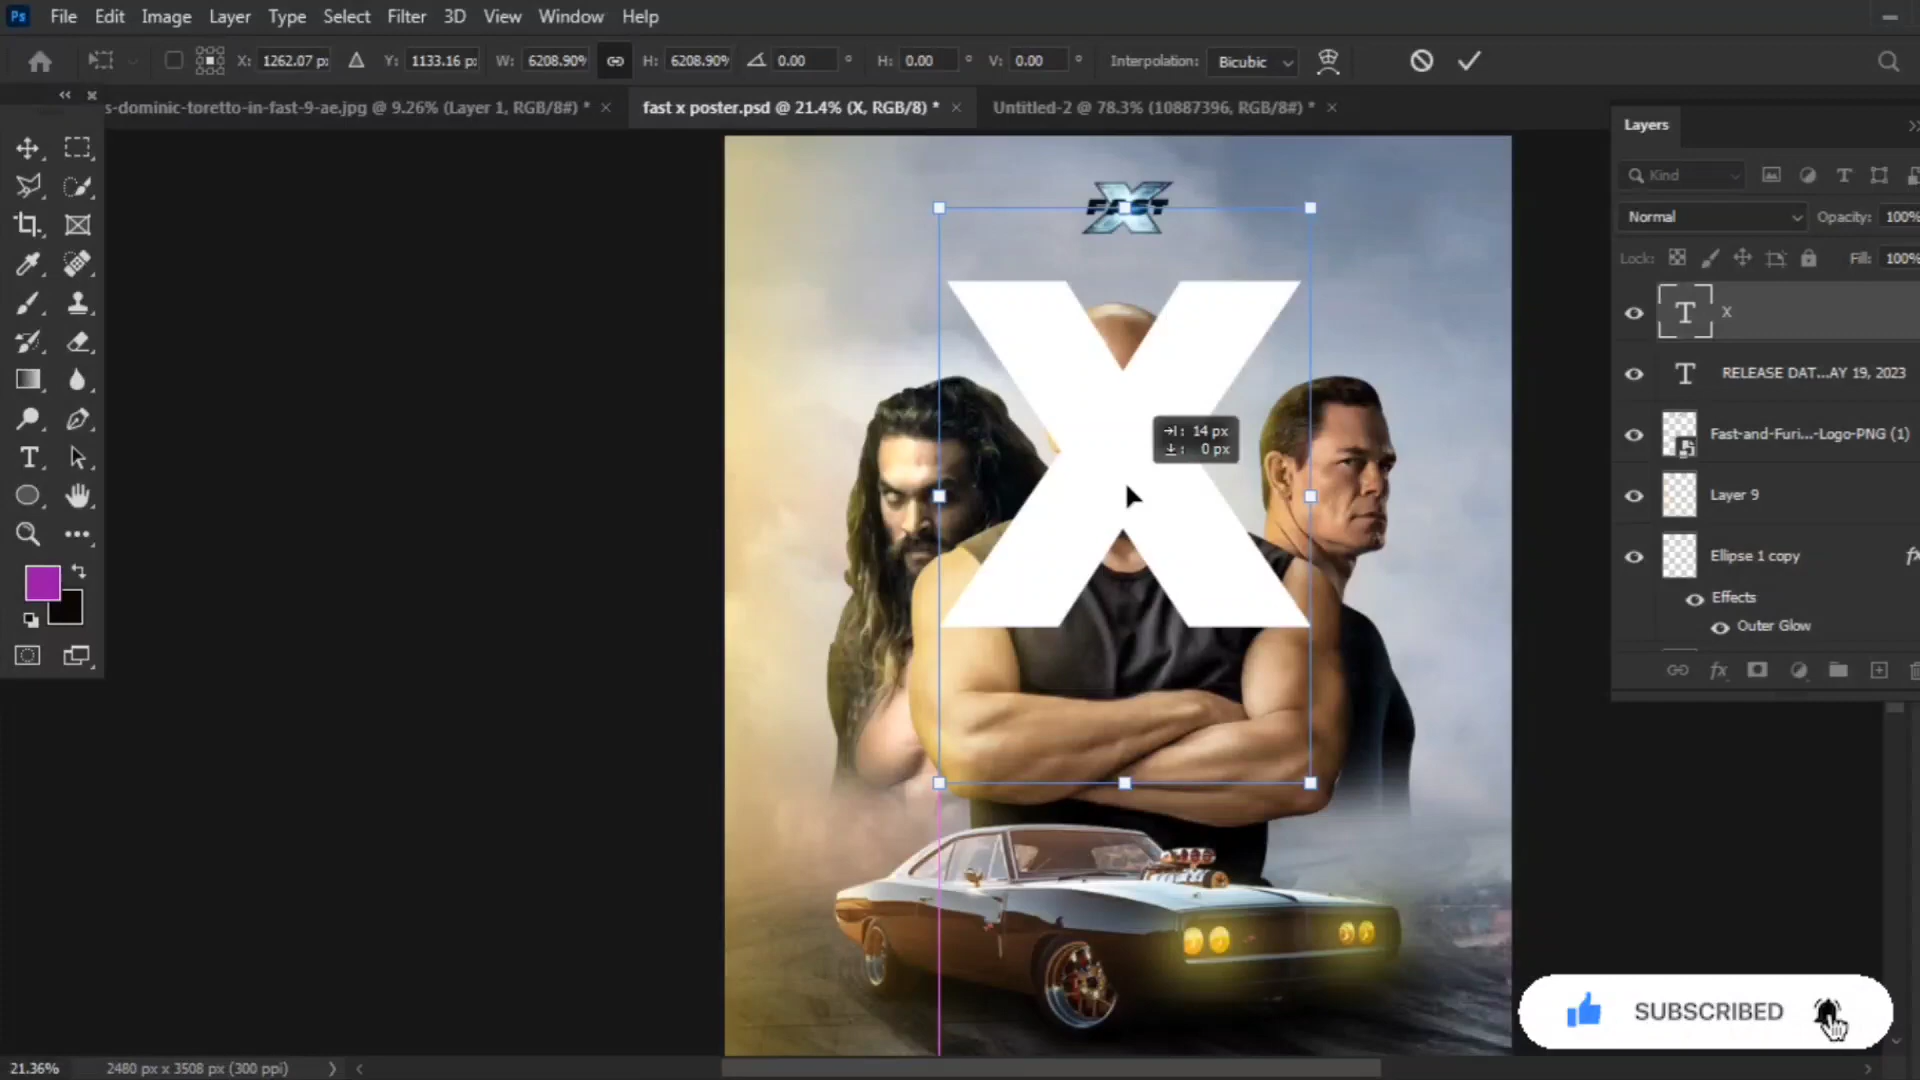 Ps File Edit Image Layer Type Select Filter 3D View Window Help
X: 1262.07 p: Y: 1133.16 p: W: 6208.90% H: 6208.90% 0.00 ° H: 0.00 ° V: 0.00 ° Interpolation: Bicubic
s-dominic-toretto-in-fast-9-ae.jpg @ 9.26% (Layer 1, RGB/8#) * × fast x poster.psd @ 21.4% (X, RGB/8) * × Untitled-2 @ 78.3% (10887396, RGB/8#) * ×
Layers
Kind
Normal Opacity: 100%
Lock: Fill: 100%
T X
T RELEASE DAT...AY 19, 2023
Fast-and-Furi...-Logo-PNG (1)
Layer 9
Ellipse 1 copy fx
Effects
Outer Glow
fx
X
FAST
X
14 px
0 px
T
SUBSCRIBED
21.36% 2480 px x 3508 px (300 ppi)